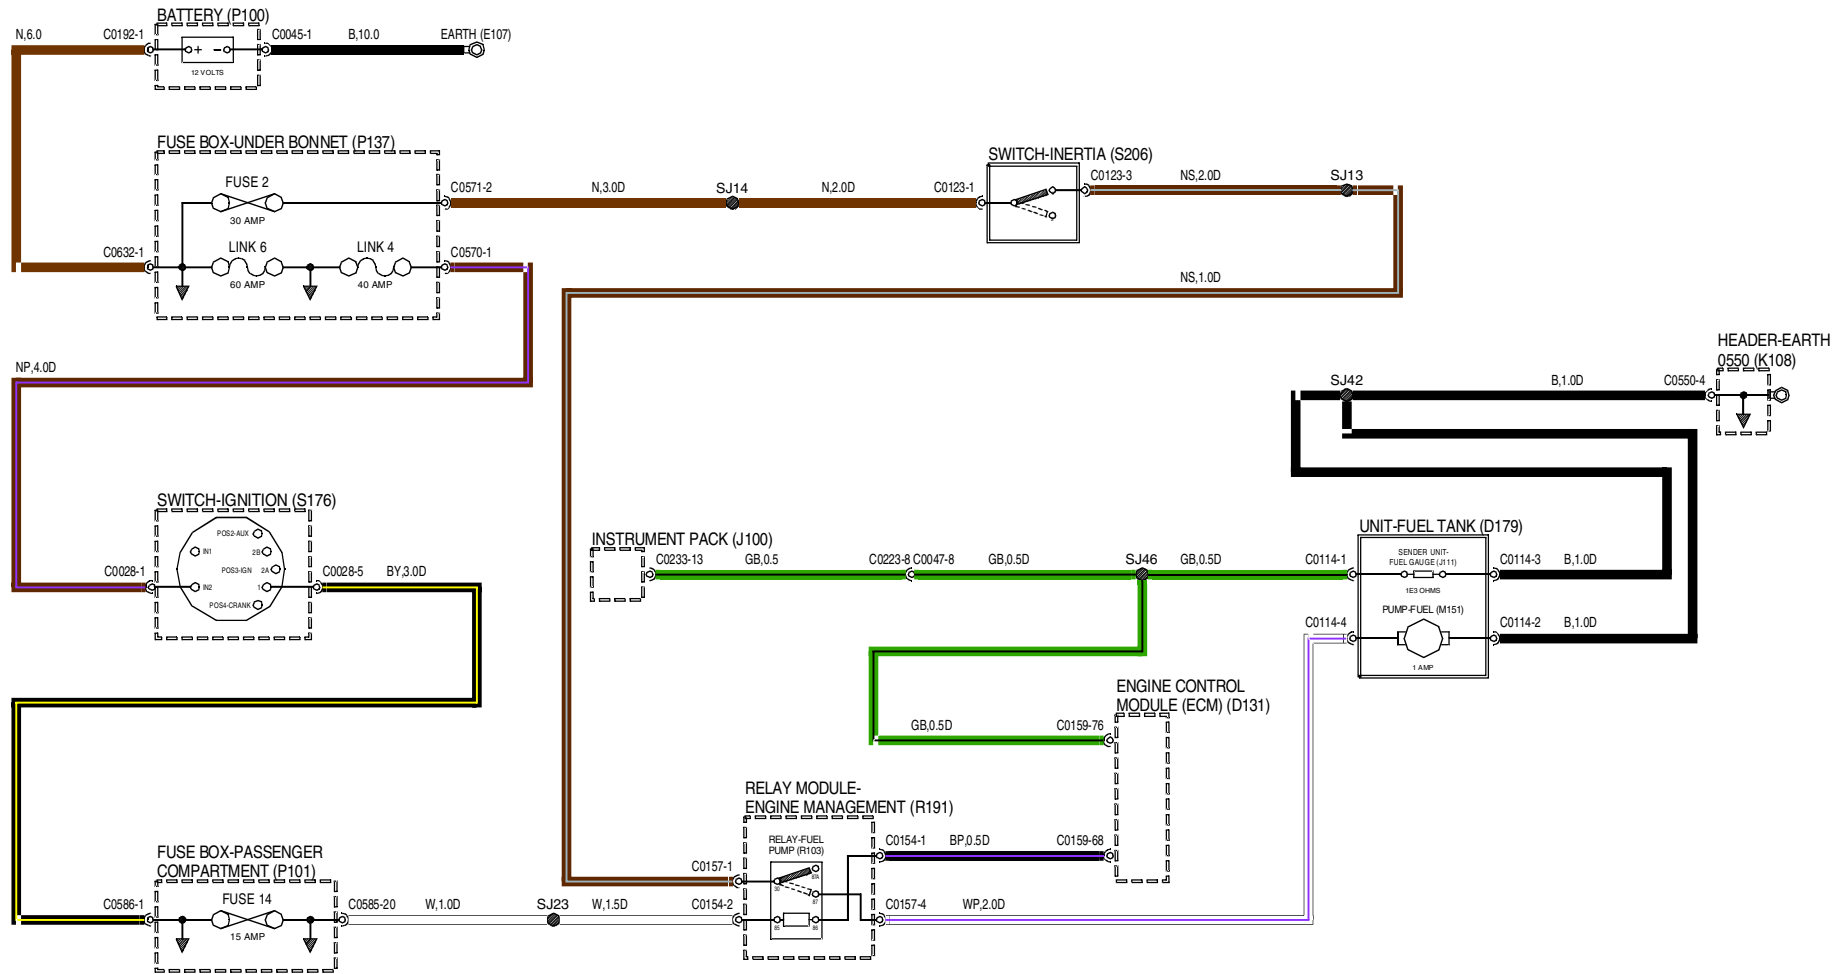 BATTERY (P100)
N,6.0
C0192-1
+ -
12 VOLTS
C0045-1
B,10.0
EARTH (E107)
FUSE BOX-UNDER BONNET (P137)
FUSE 2
30 AMP
C0571-2
N,3.0D
SJ14
N,2.0D
C0123-1
SWITCH-INERTIA (S206)
C0123-3
NS,2.0D
SJ13
C0632-1
LINK 6
60 AMP
LINK 4
40 AMP
C0570-1
NS,1.0D
NP,4.0D
HEADER-EARTH
0550 (K108)
SJ42
B,1.0D
C0550-4
SWITCH-IGNITION (S176)
POS2-AUX
IN1
2B
POS3-IGN
2A
C0028-1
IN2
1
POS4-CRANK
C0028-5
BY,3.0D
INSTRUMENT PACK (J100)
C0233-13
GB,0.5
C0223-8
C0047-8
GB,0.5D
SJ46
GB,0.5D
C0114-1
UNIT-FUEL TANK (D179)
SENDER UNIT-
FUEL GAUGE (J111)
1E3 OHMS
C0114-3
B,1.0D
PUMP-FUEL (M151)
C0114-4
1 AMP
C0114-2
B,1.0D
ENGINE CONTROL
MODULE (ECM) (D131)
GB,0.5D
C0159-76
RELAY MODULE-
ENGINE MANAGEMENT (R191)
RELAY-FUEL
PUMP (R103)
C0154-1
BP,0.5D
C0159-68
C0157-1
30
87A
87
85
86
C0157-4
WP,2.0D
FUSE BOX-PASSENGER
COMPARTMENT (P101)
C0586-1
FUSE 14
15 AMP
C0585-20
W,1.0D
SJ23
W,1.5D
C0154-2